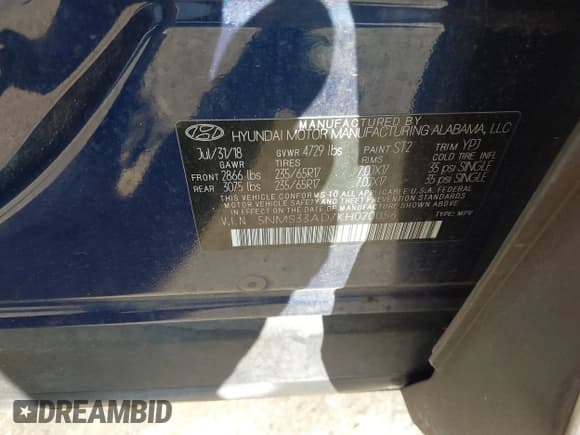 MANUFACTURED BY
HYUNDAI MOTOR MANUFACTURING ALABAMA, LLC
Jul/31/18 GVWR 4729 lbs PAINT ST2 TRIM YPJ
GAWR TIRES RIMS COLD TIRE INFL.
FRONT 2866 lbs 235/65R17 7.0JX17 35 psi SINGLE
REAR 3075 lbs 235/65R17 7.0JX17 35 psi SINGLE
THIS VEHICLE CONFORMS TO ALL APPLICABLE U.S.A. FEDERAL
MOTOR VEHICLE SAFETY AND THEFT PREVENTION STANDARDS
IN EFFECT ON THE DATE OF MANUFACTURE SHOWN ABOVE.
V.I.N. TYPE: MPV
DREAMBID